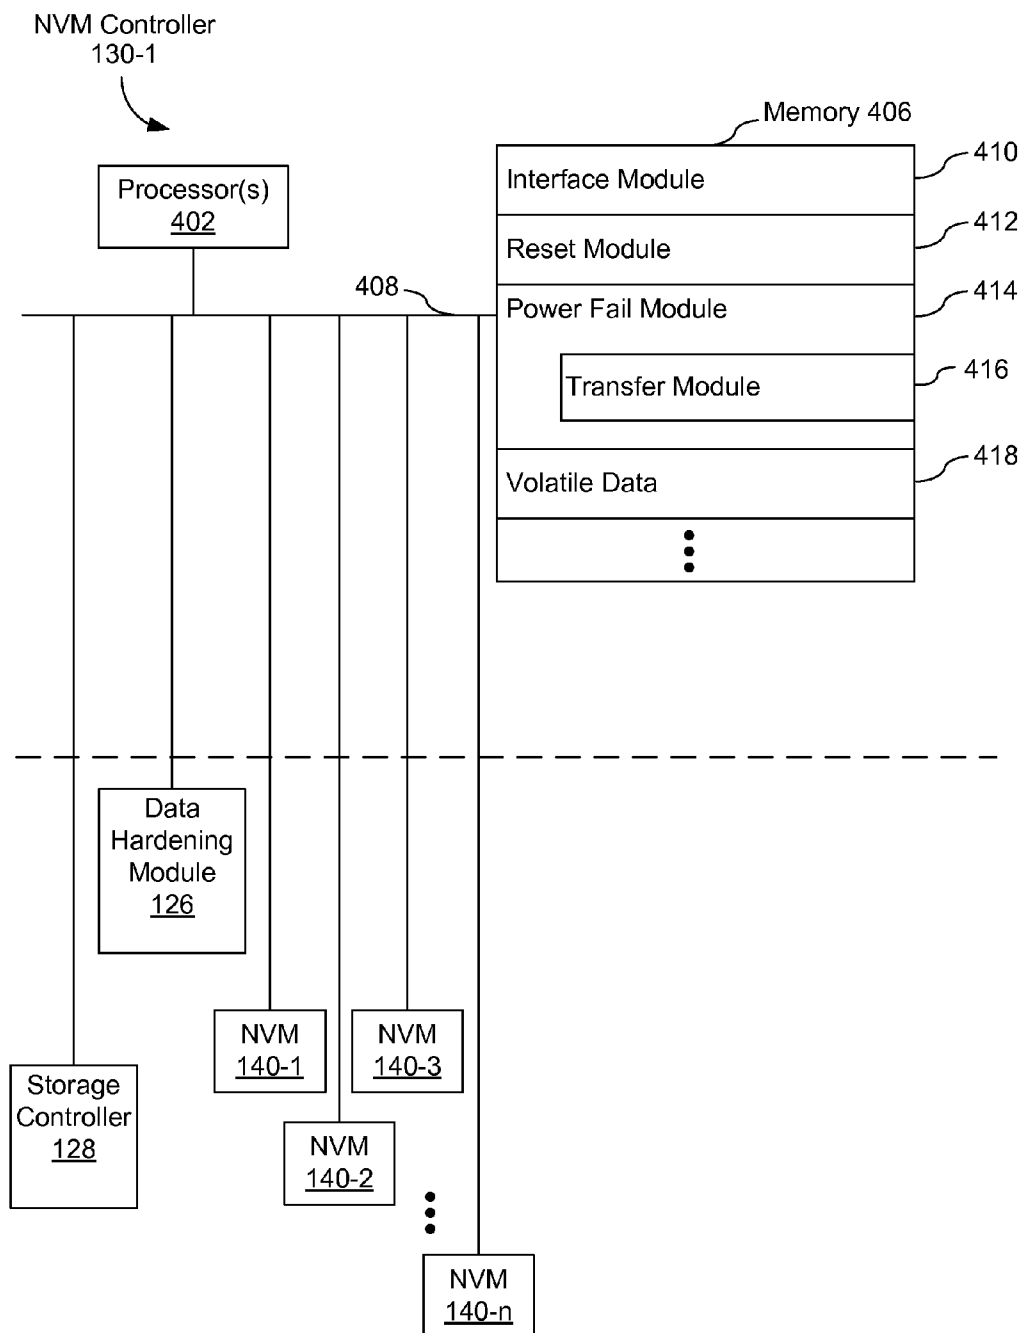 NVM Controller
130-1
Memory 406
Processor(s)
402
Interface Module
410
Reset Module
412
408
Power Fail Module
414
Transfer Module
416
Volatile Data
418
Data
Hardening
Module
126
NVM
140-1
NVM
140-3
Storage
Controller
128
NVM
140-2
NVM
140-n